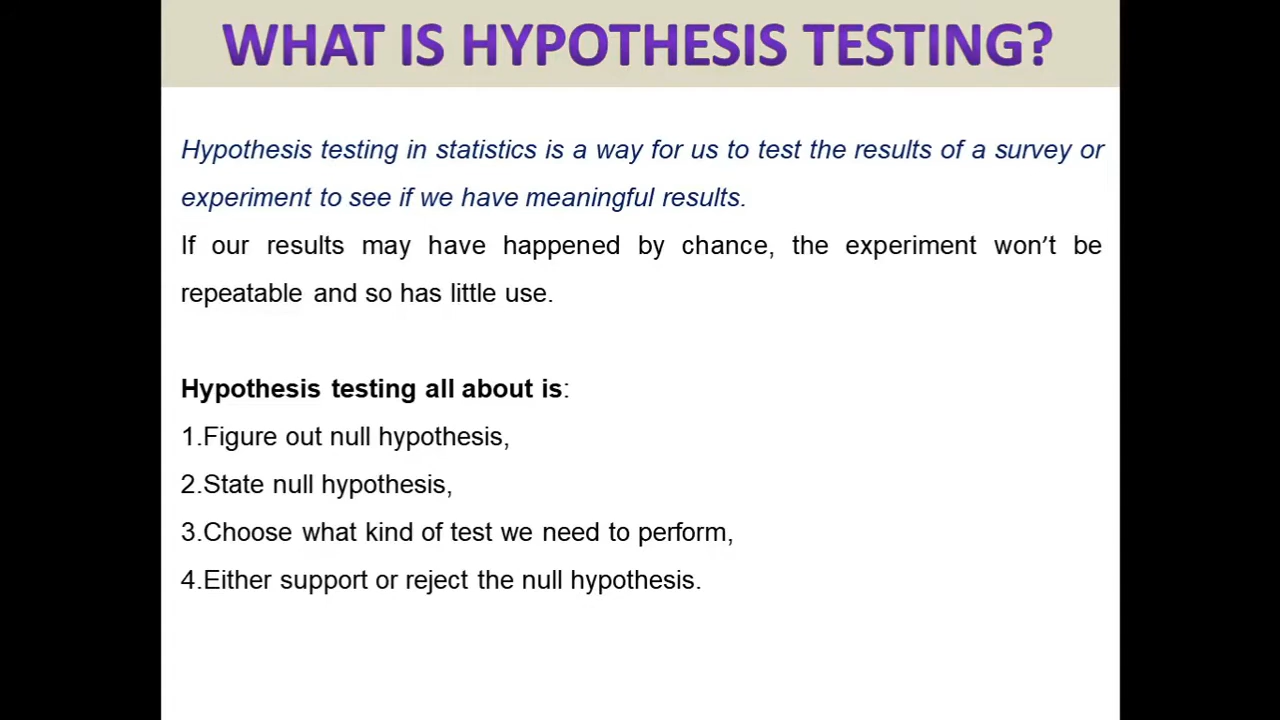 WHAT IS HYPOTHESIS TESTING?
Hypothesis testing in statistics is a way for us to test the results of a survey or
experiment to see if we have meaningful results.
If our results may have happened by chance, the experiment won't be
repeatable and so has little use.
Hypothesis testing all about is:
1.Figure out null hypothesis,
2.State null hypothesis,
3.Choose what kind of test we need to perform,
4.Either support or reject the null hypothesis.